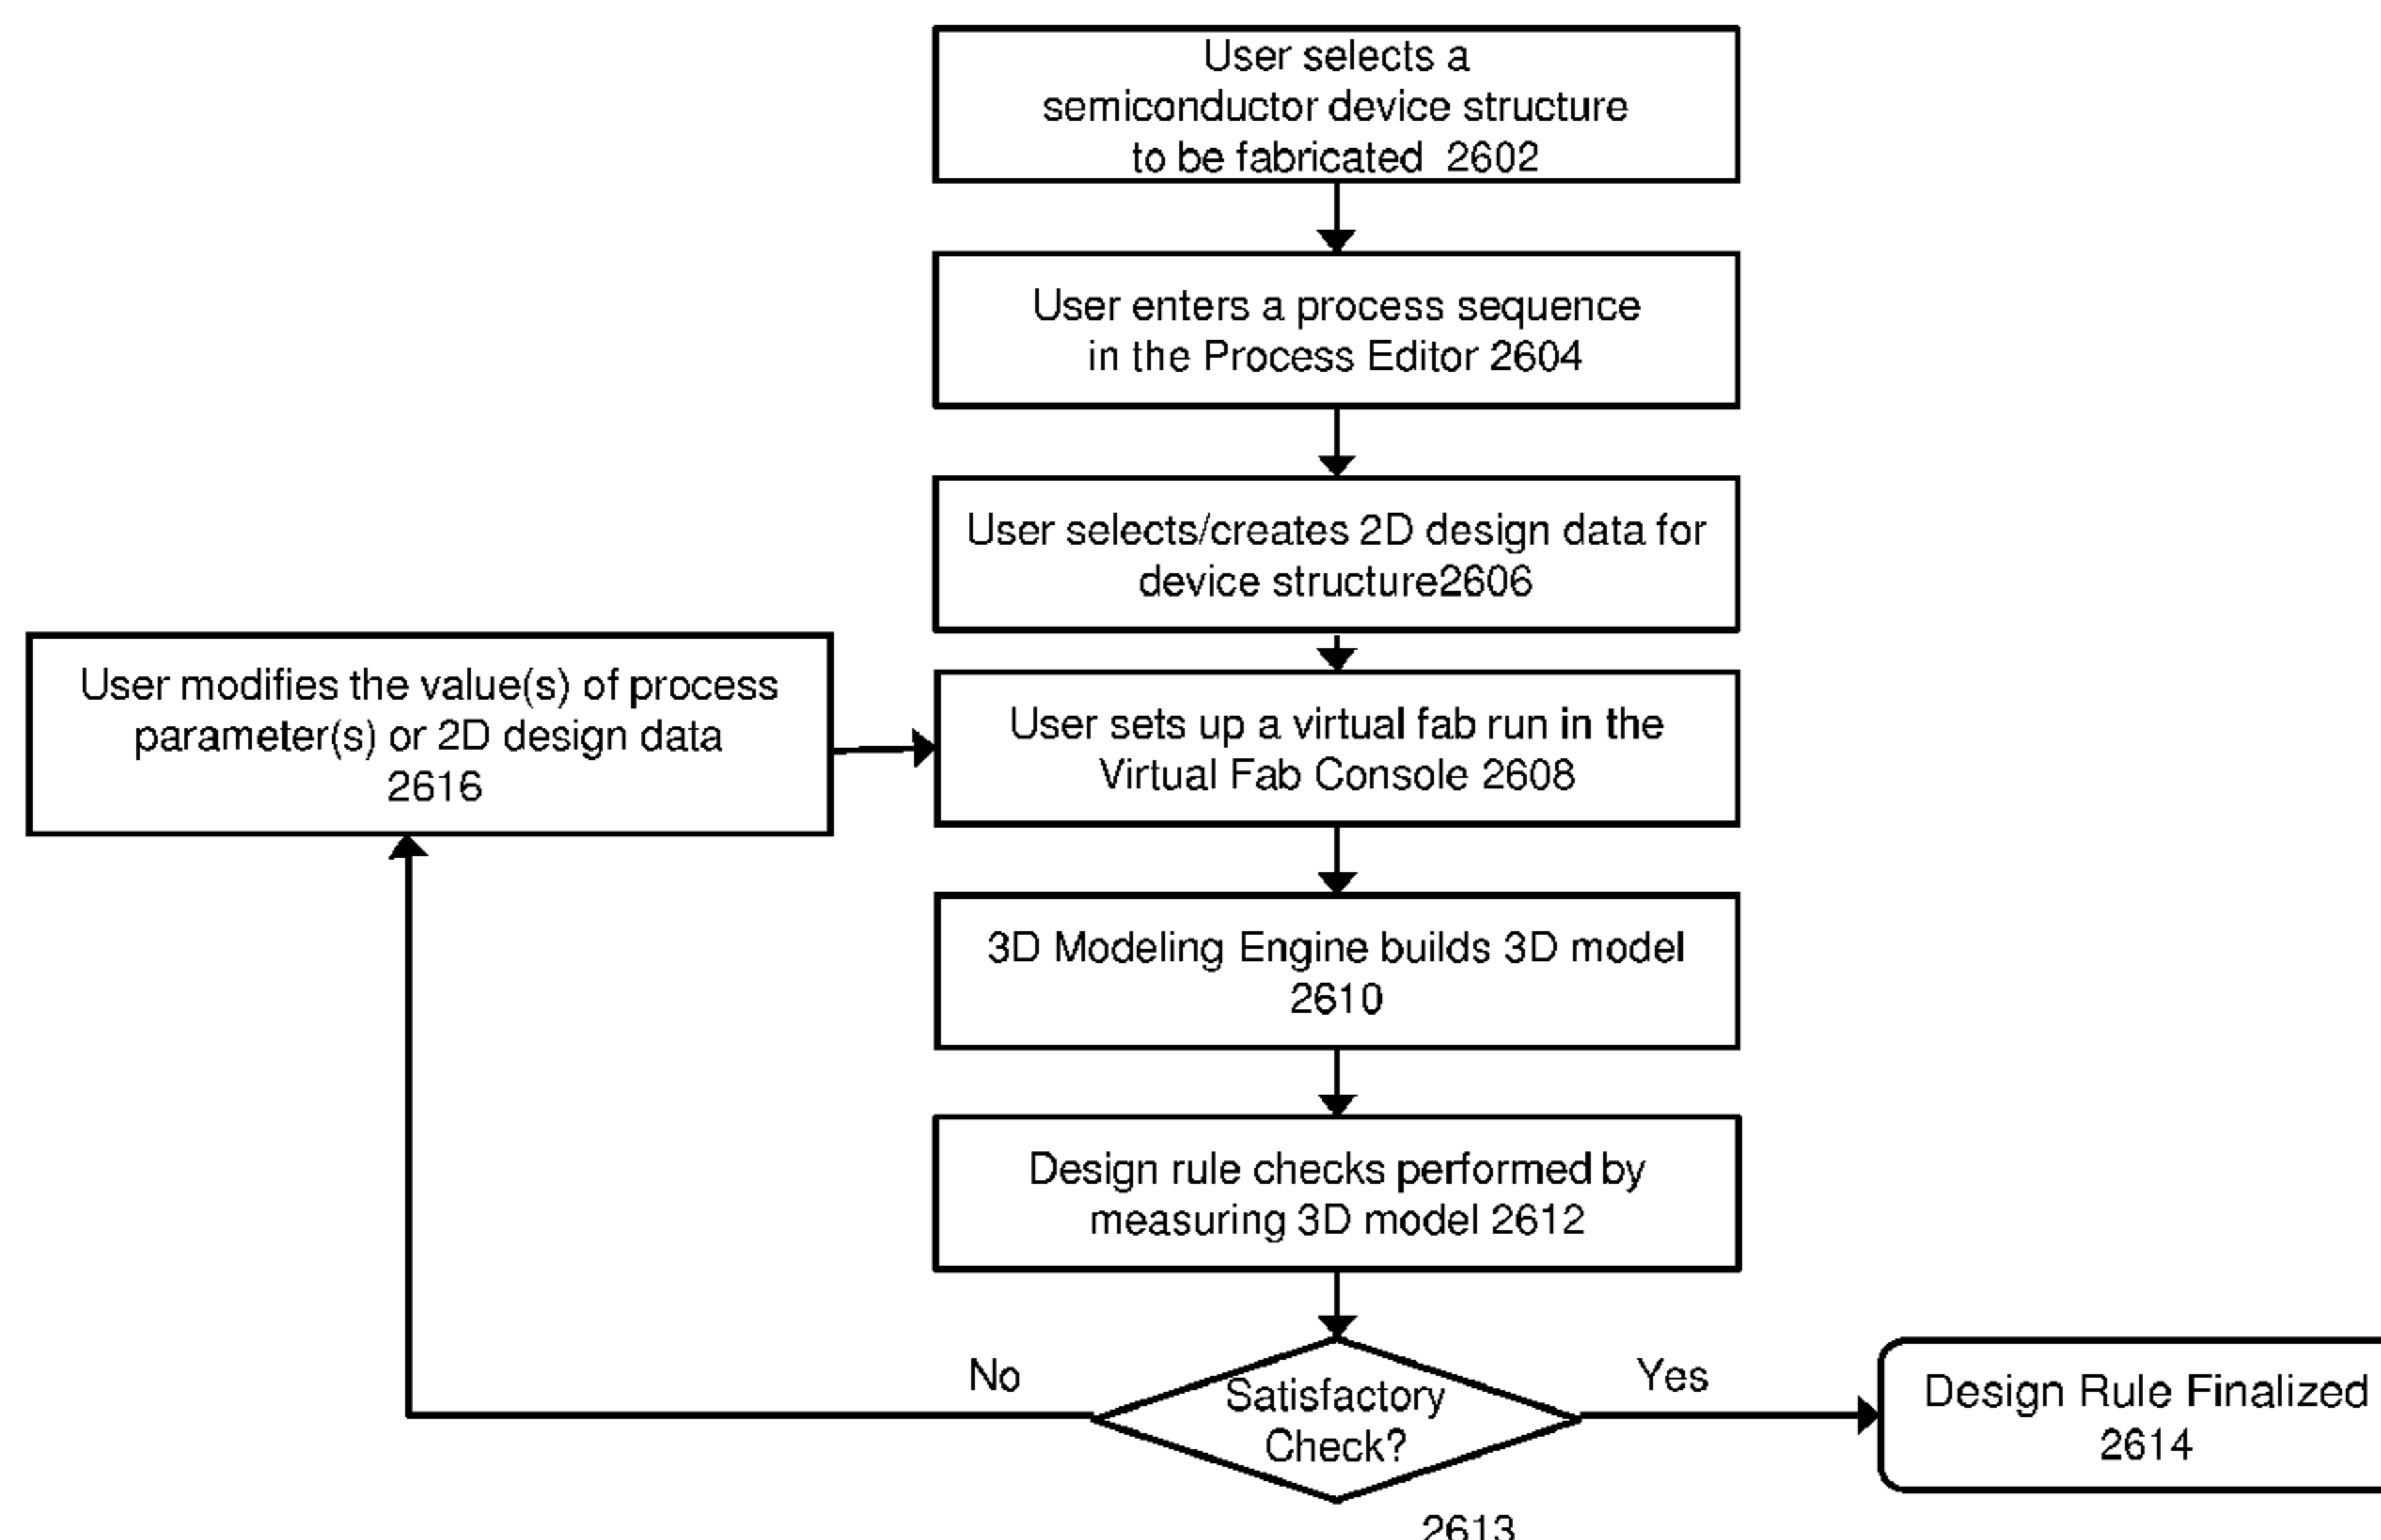 User selects a
semiconductor device structure
to be fabricated 2602
User enters a process sequence
in the Process Editor 2604
User selects/creates 2D design data for
device structure2606
User modifies the value(s) of process
parameter(s) or 2D design data
2616
User sets up a virtual fab run in the
Virtual Fab Console 2608
3D Modeling Engine builds 3D model
2610
Design rule checks performed by
measuring 3D model 2612
No
Satisfactory
Check?
Yes
Design Rule Finalized
2614
2613